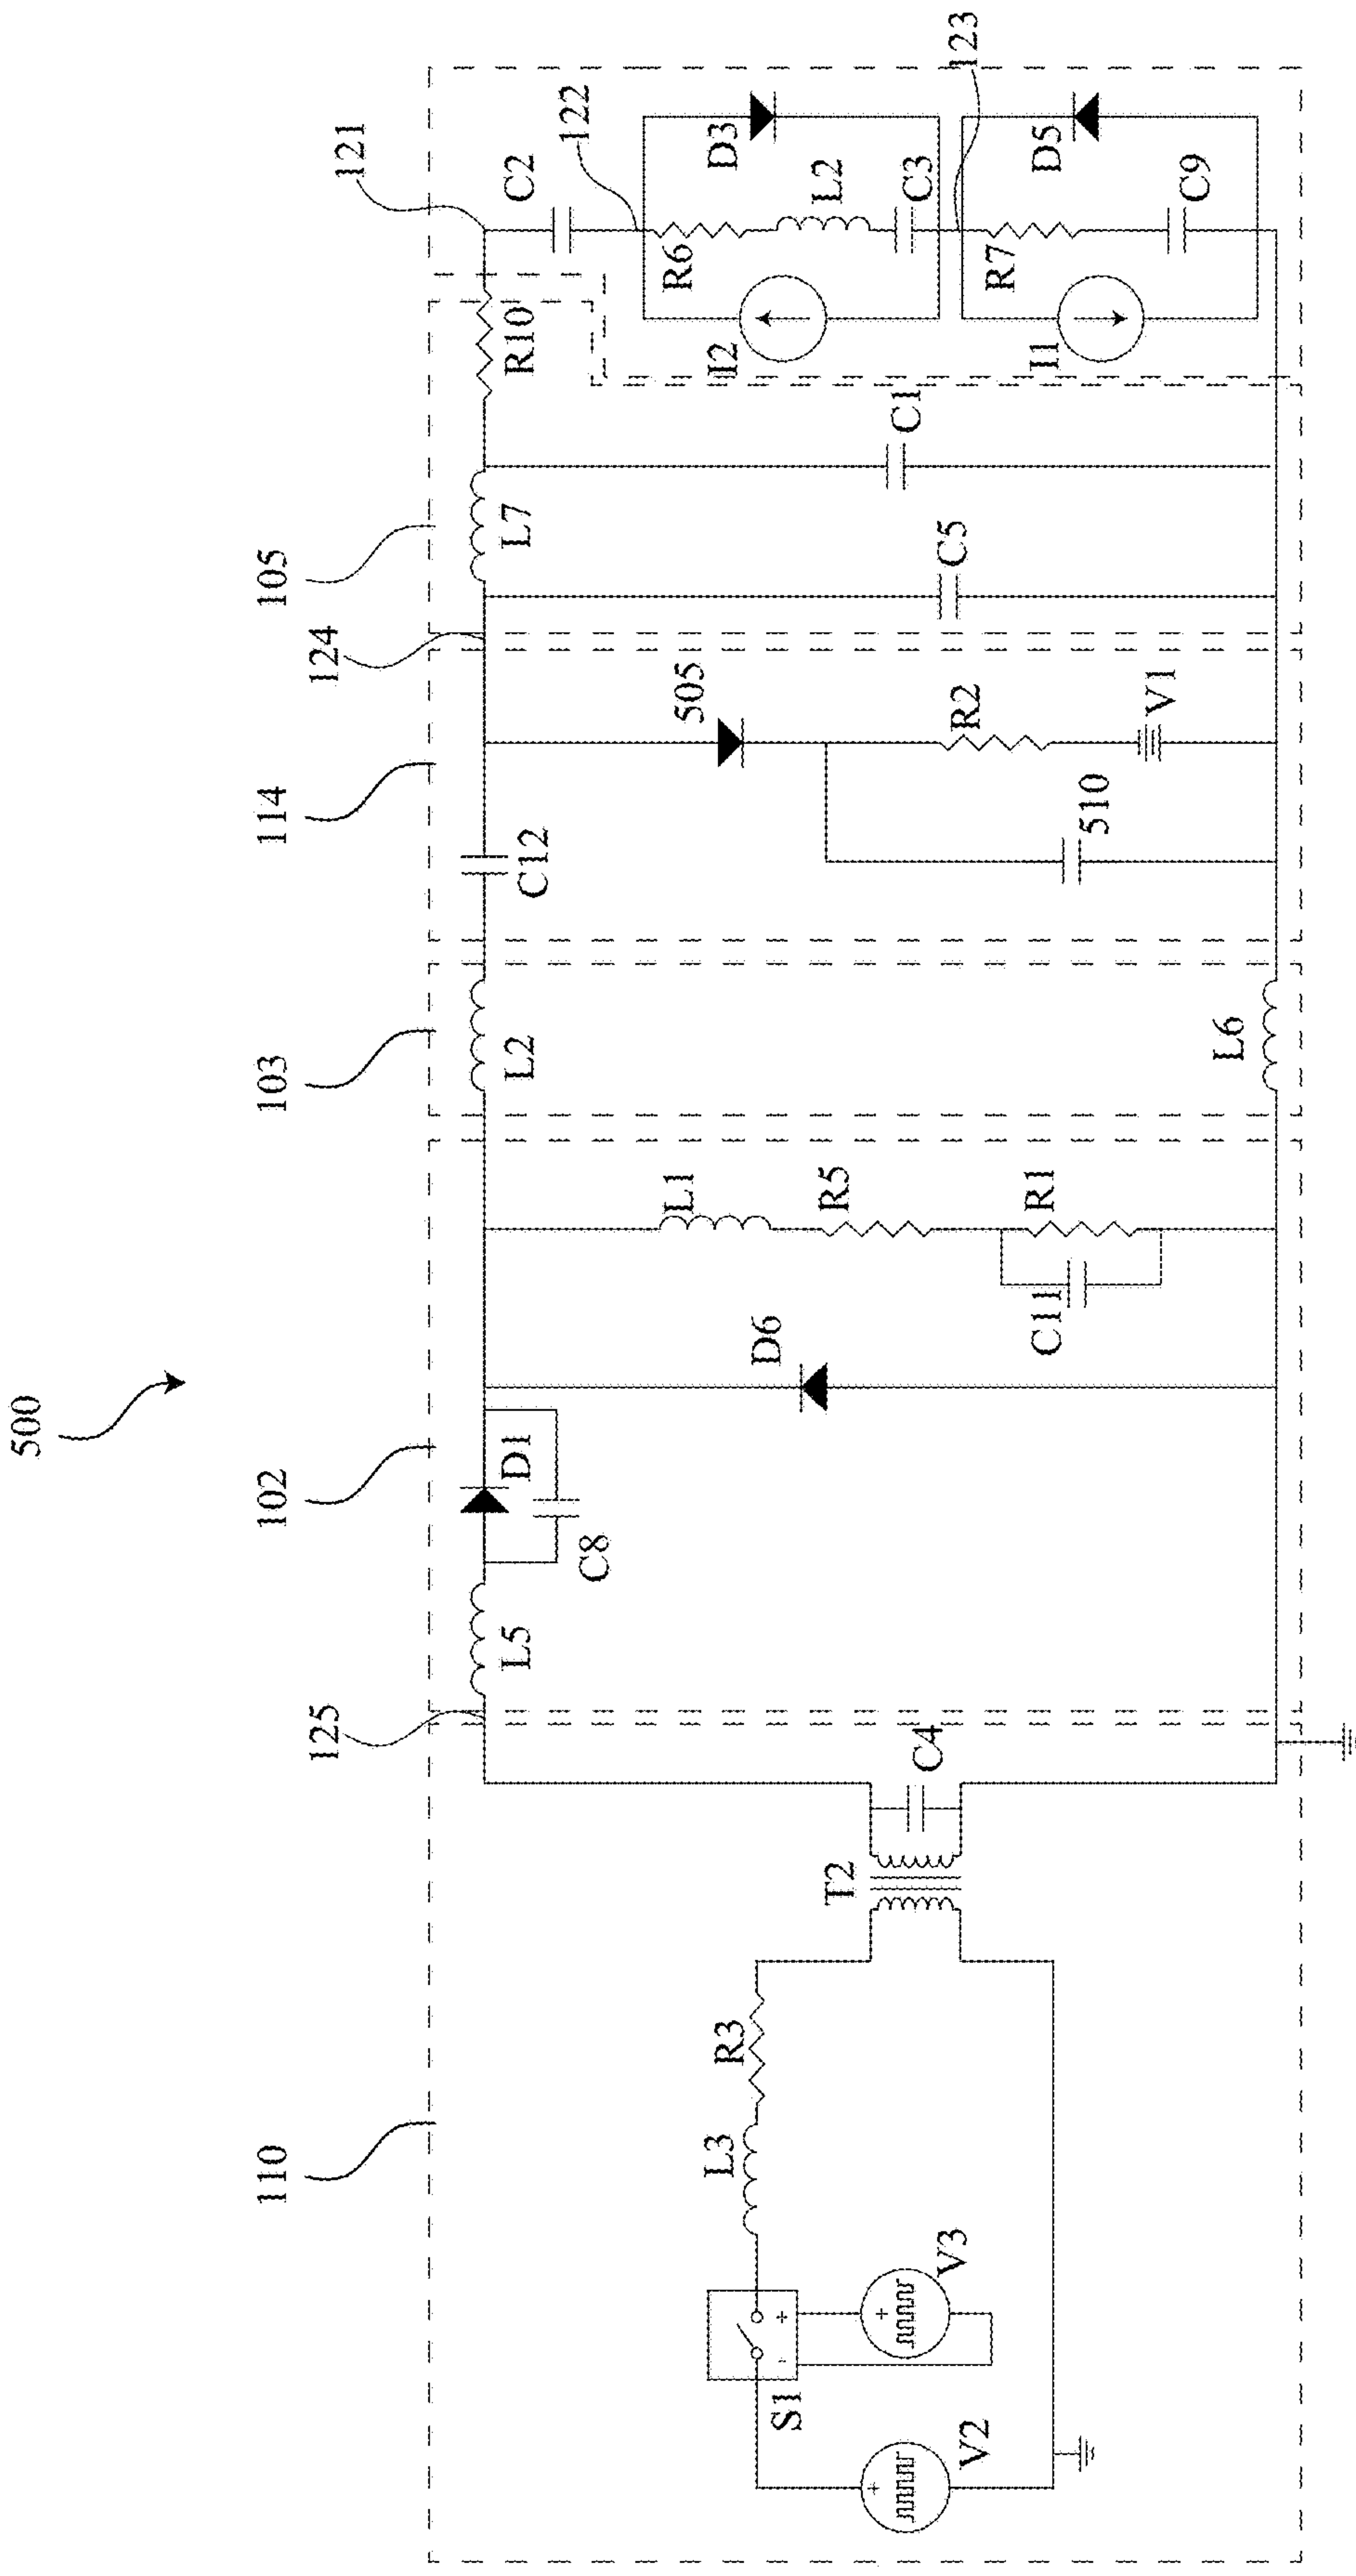 500
110
125
102
103
114
124
105
121
C2
122
123
D3
L2
C3
R6
I2
D5
C9
R7
I1
R10
C1
L7
C5
505
R2
V1
510
C12
L2
L6
L1
R5
R1
C11
D6
D1
C8
L5
C4
T2
R3
L3
+
-
S1
+
V3
+
V2